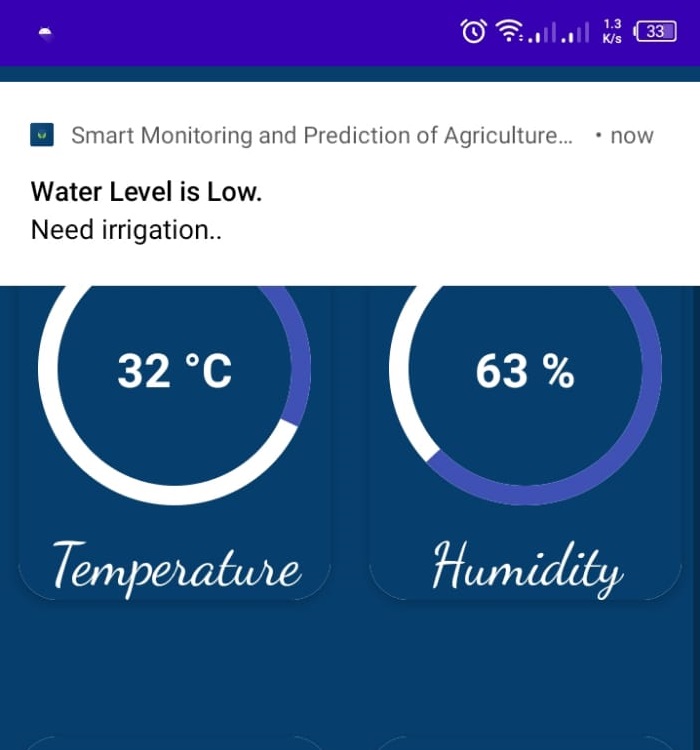 1.3
K/s
33
Smart Monitoring and Prediction of Agriculture... • now
Water Level is Low.
Need irrigation..
32 °C
63 %
Temperature
Humidity